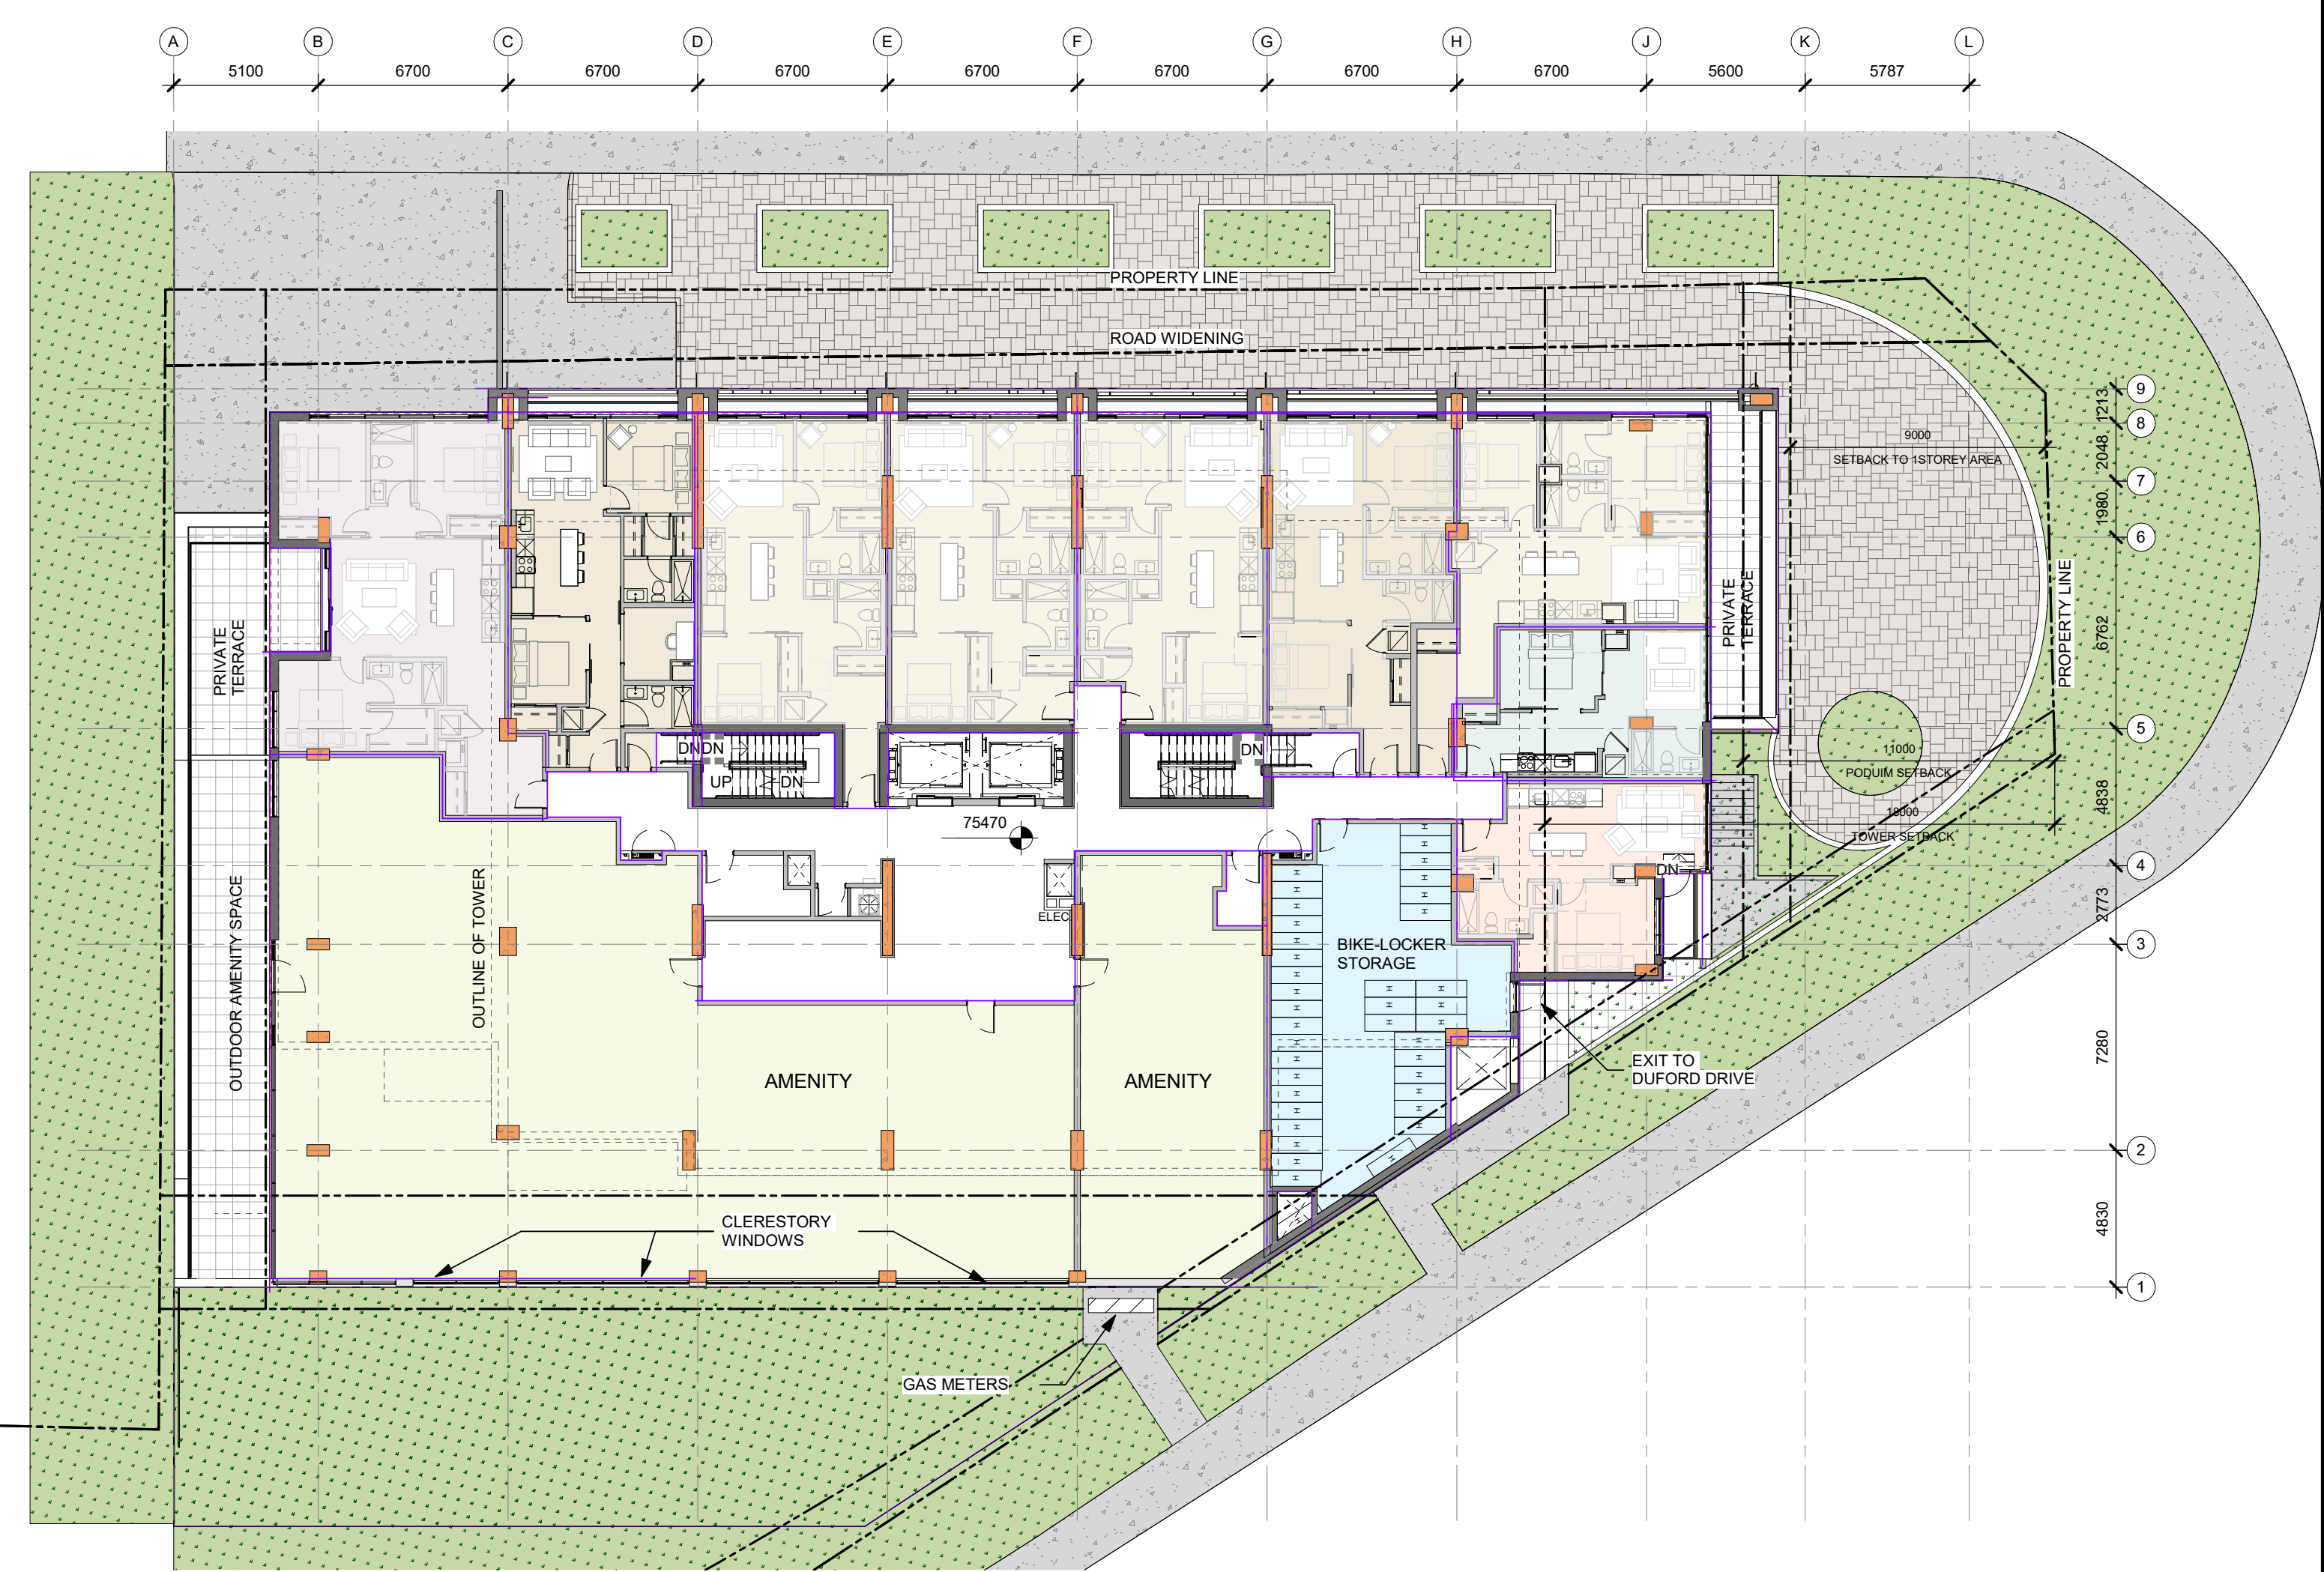 A B C D E F G H J K L
5100 6700 6700 6700 6700 6700 6700 6700 5600 5787
PROPERTY LINE
ROAD WIDENING
9
1213
8
2048
7
1980
6
6762
5
4838
4
2773
3
7280
2
4830
1
9000
SETBACK TO 1STOREY AREA
PROPERTY LINE
PRIVATE
TERRACE
PRIVATE
TERRACE
11000
PODUIM SETBACK
18000
TOWER SETBACK
DN DN
UP
DN
DN
75470
DN
ELEC
OUTDOOR AMENITY SPACE
OUTLINE OF TOWER
BIKE-LOCKER
STORAGE
AMENITY
AMENITY
EXIT TO
DUFORD DRIVE
CLERESTORY
WINDOWS
GAS METERS